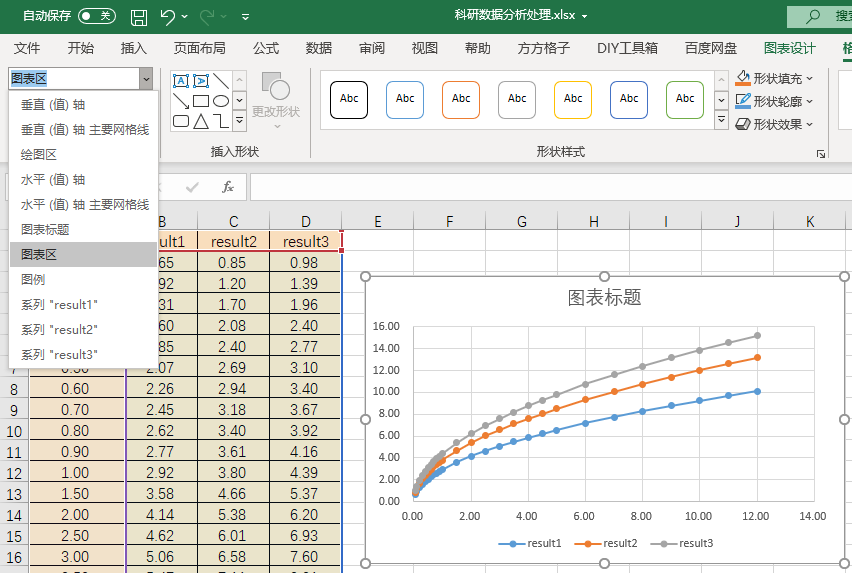 自动保存 关 科研数据分析处理.xlsx 搜索
文件 开始 插入 页面布局 公式 数据 审阅 视图 帮助 方方格子 DIY工具箱 百度网盘 图表设计 格
图表区
垂直 (值) 轴
垂直 (值) 轴 主要网格线
绘图区
水平 (值) 轴
水平 (值) 轴 主要网格线
图表标题
图表区
图例
系列 "result1"
系列 "result2"
系列 "result3"
更改形状
插入形状
Abc Abc Abc Abc Abc Abc Abc
形状样式
形状填充
形状轮廓
形状效果
fx
B C D E F G H I J K
ult1 result2 result3
65 0.85 0.98
92 1.20 1.39
31 1.70 1.96
60 2.08 2.40
85 2.40 2.77
7 0.50 2.07 2.69 3.10
8 0.60 2.26 2.94 3.40
9 0.70 2.45 3.18 3.67
10 0.80 2.62 3.40 3.92
11 0.90 2.77 3.61 4.16
12 1.00 2.92 3.80 4.39
13 1.50 3.58 4.66 5.37
14 2.00 4.14 5.38 6.20
15 2.50 4.62 6.01 6.93
16 3.00 5.06 6.58 7.60
图表标题
16.00
14.00
12.00
10.00
8.00
6.00
4.00
2.00
0.00
0.00 2.00 4.00 6.00 8.00 10.00 12.00 14.00
result1 result2 result3